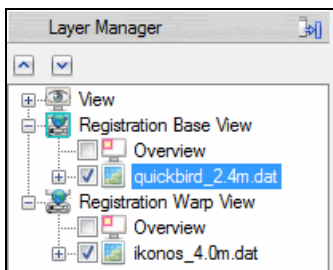 Layer Manager
View
Registration Base View
Overview
quickbird_2.4m.dat
Registration Warp View
Overview
ikonos_4.0m.dat